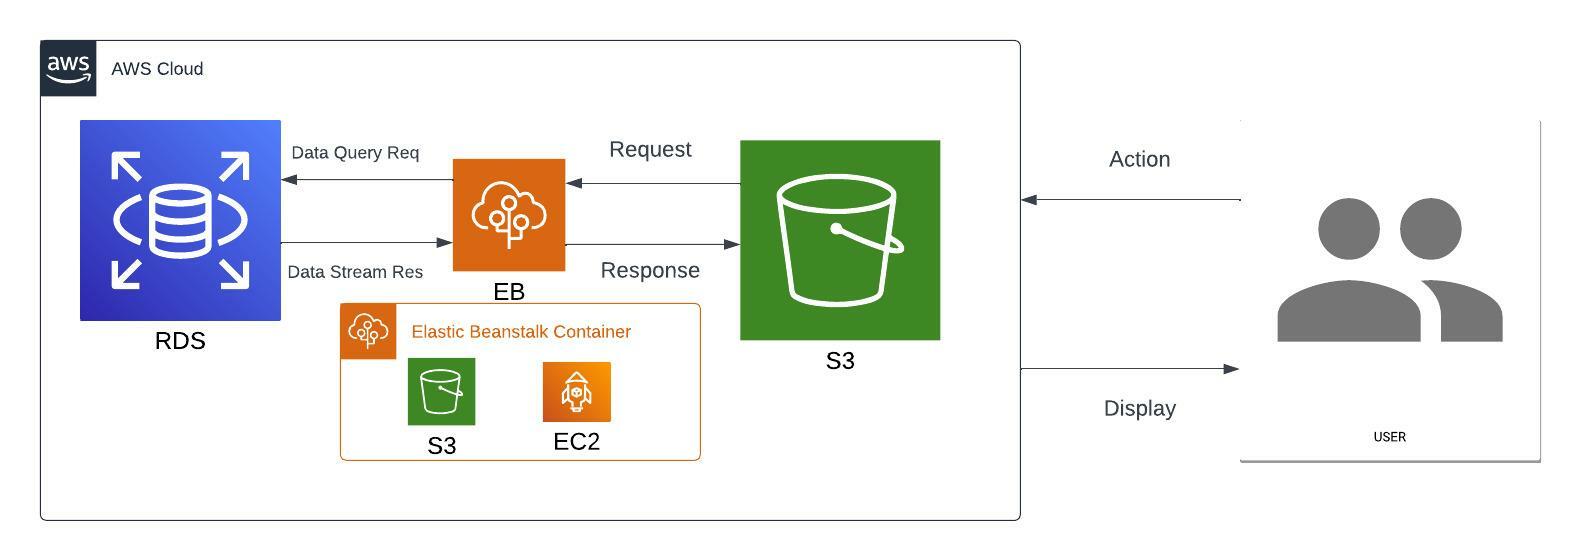 aws
AWS Cloud
Data Query Req
Request
Action
Data Stream Res
Response
EB
RDS
Elastic Beanstalk Container
S3
Display
S3
EC2
USER